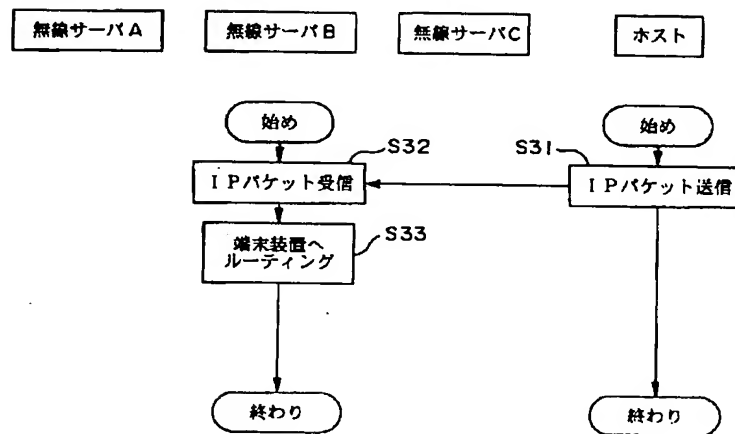 無線サーバA
無線サーバB
無線サーバC
ホスト
始め
始め
S32
S31
IPパケット受信
IPパケット送信
端末装置へ
ルーティング
S33
終わり
終わり